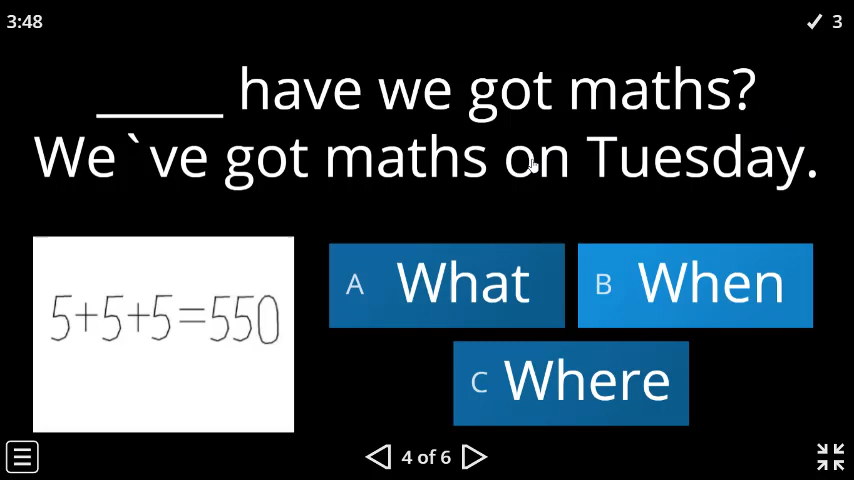 3:48
✓ 3
_____ have we got maths?
We`ve got maths on Tuesday.
5+5+5=550
A What
B When
C Where
4 of 6